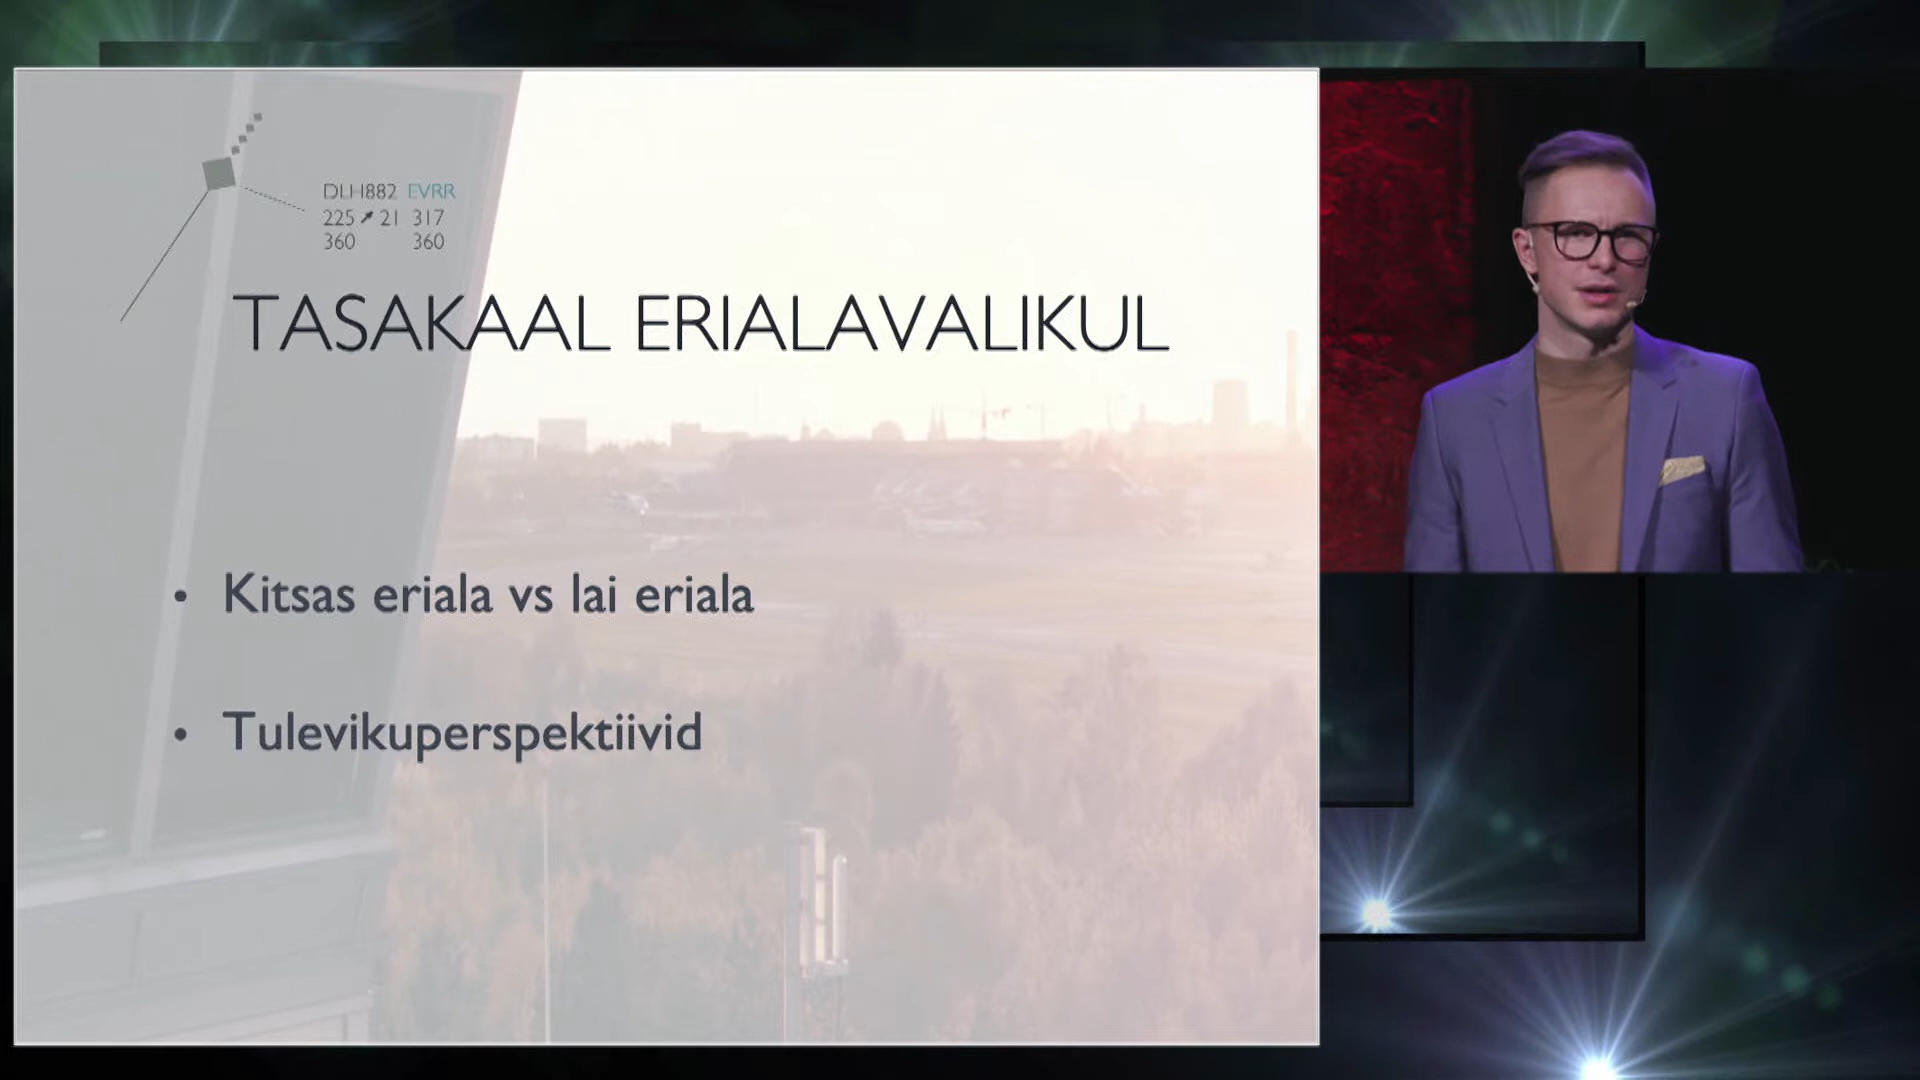 DLH882 EVRR
225 21 317
360 360
TASAKAAL ERIALAVALIKUL
• Kitsas eriala vs lai eriala
• Tulevikuperspektiivid